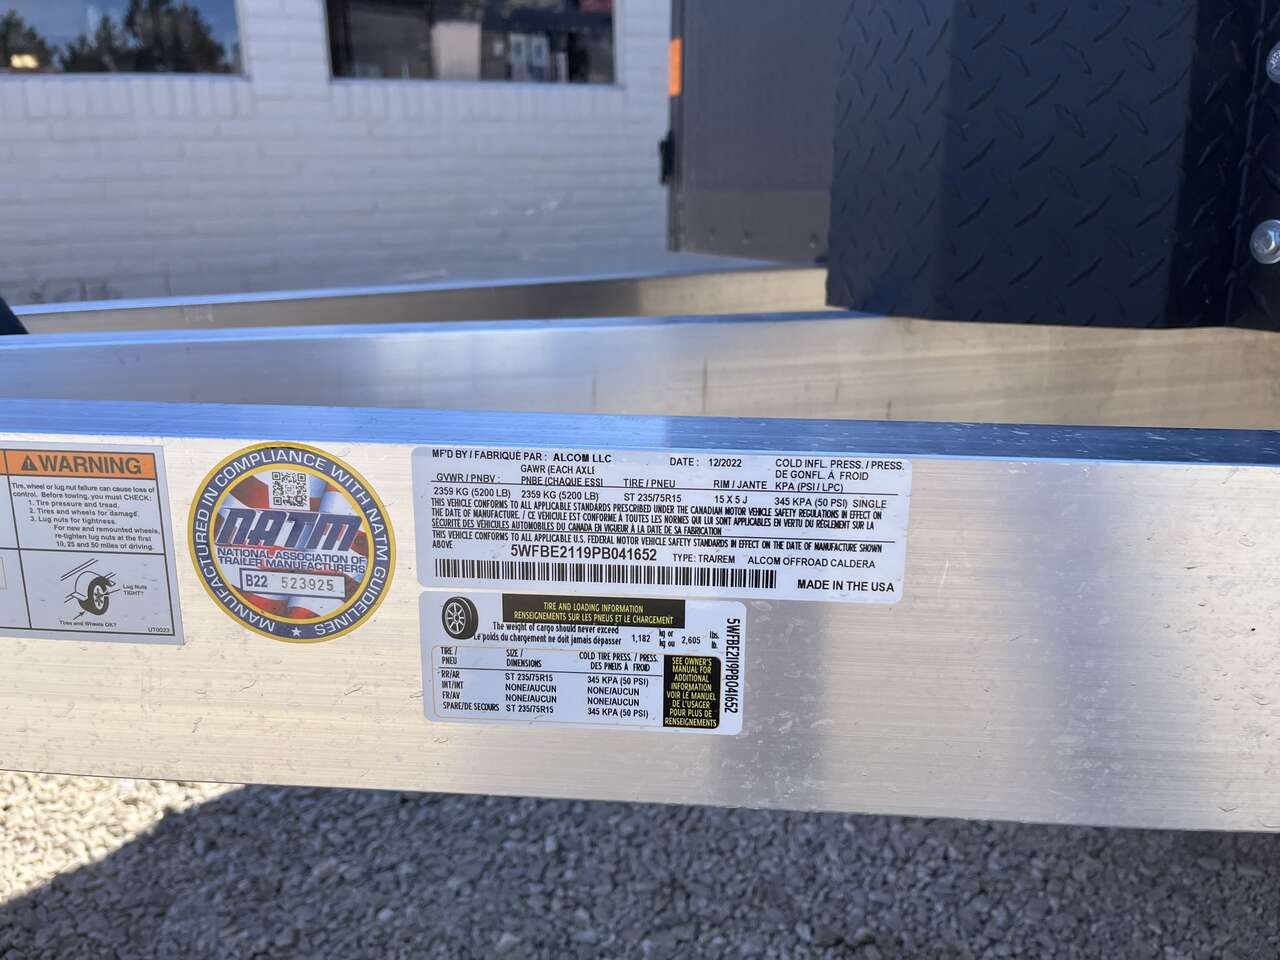 WARNING
Tire, wheel or lug nut failure can cause loss of
control. Before towing, you must CHECK:
1. Tire pressure and tread.
2. Tires and wheels for damage.
3. Lug nuts for tightness.
For new and remounted wheels,
re-tighten lug nuts at the first
10, 25 and 50 miles of driving.
Lug Nuts
TIGHT?
Tires and Wheels OK?
UT0023
MANUFACTURED IN COMPLIANCE WITH NATM GUIDELINES
NATM
NATIONAL ASSOCIATION OF
TRAILER MANUFACTURERS
B22 523925
MF'D BY / FABRIQUÉ PAR : ALCOM LLC DATE : 12/2022 COLD INFL. PRESS. / PRESS.
DE GONFL. À FROID
KPA (PSI / LPC)
GVWR / PNBV : GAWR (EACH AXLE
PNBE (CHAQUE ESSI TIRE / PNEU RIM / JANTE
2359 KG (5200 LB) 2359 KG (5200 LB) ST 235/75R15 15 X 5 J 345 KPA (50 PSI) SINGLE
THIS VEHICLE CONFORMS TO ALL APPLICABLE STANDARDS PRESCRIBED UNDER THE CANADIAN MOTOR VEHICLE SAFETY REGULATIONS IN EFFECT ON
THE DATE OF MANUFACTURE / CE VÉHICULE EST CONFORME À TOUTES LES NORMES QUI LUI SONT APPLICABLES EN VERTU DU RÈGLEMENT SUR LA
SÉCURITÉ DES VÉHICULES AUTOMOBILES DU CANADA EN VIGUEUR À LA DATE DE SA FABRICATION
THIS VEHICLE CONFORMS TO ALL APPLICABLE U.S. FEDERAL MOTOR VEHICLE SAFETY STANDARDS IN EFFECT ON THE DATE OF MANUFACTURE SHOWN
ABOVE
5WFBE2119PB041652 TYPE: TRA/REM ALCOM OFFROAD CALDERA
MADE IN THE USA
TIRE AND LOADING INFORMATION
RENSEIGNEMENTS SUR LES PNEUS ET LE CHARGEMENT
The weight of cargo should never exceed
Le poids du chargement ne doit jamais dépasser 1,182 kg or
kg ou 2,605 lbs.
lb.
TIRE /
PNEU SIZE /
DIMENSIONS COLD TIRE PRESS. / PRESS.
DES PNEUS À FROID
RR/AR ST 235/75R15 345 KPA (50 PSI)
INT/INT NONE/AUCUN NONE/AUCUN
FR/AV NONE/AUCUN NONE/AUCUN
SPARE/DE SECOURS ST 235/75R15 345 KPA (50 PSI)
SEE OWNER'S
MANUAL FOR
ADDITIONAL
INFORMATION
VOIR LE MANUEL
DE L'USAGER
POUR PLUS DE
RENSEIGNEMENTS
5WFBE2119PB041652